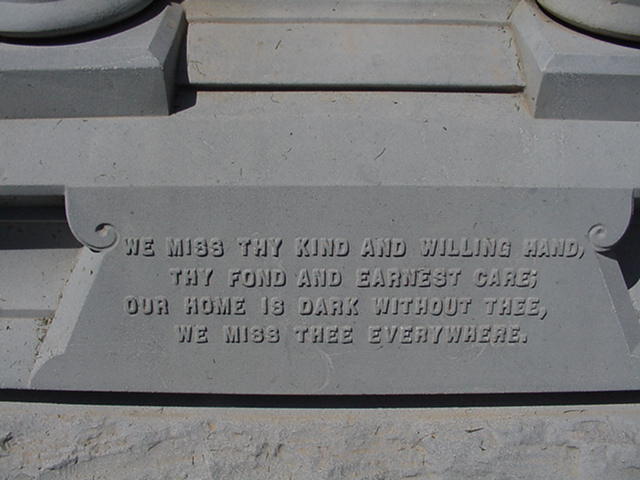 WE MISS THY KIND AND WILLING HAND,
THY FOND AND EARNEST CARE;
OUR HOME IS DARK WITHOUT THEE,
WE MISS THEE EVERYWHERE.